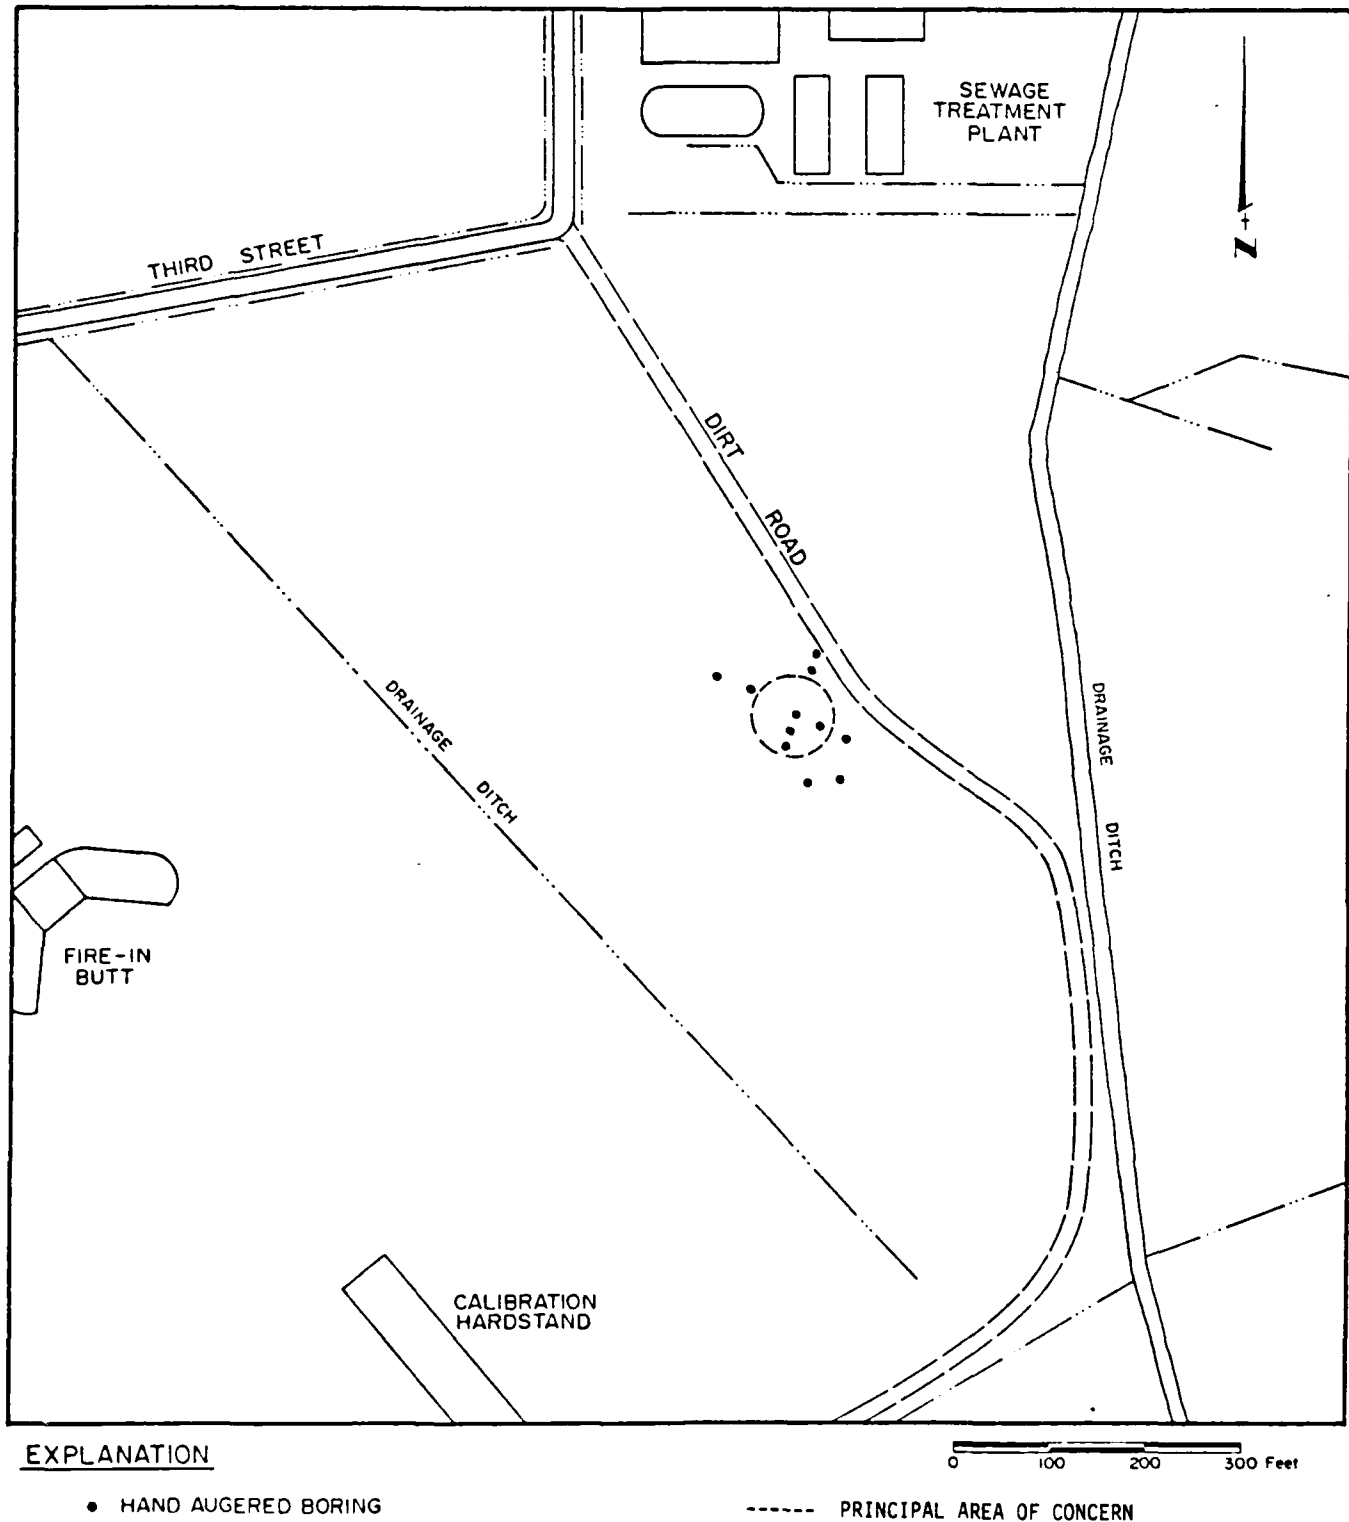 SEWAGE
TREATMENT
PLANT
N
THIRD STREET
DIRT ROAD
DRAINAGE DITCH
DRAINAGE DITCH
FIRE-IN
BUTT
CALIBRATION
HARDSTAND
EXPLANATION
0 100 200 300 Feet
HAND AUGERED BORING
PRINCIPAL AREA OF CONCERN